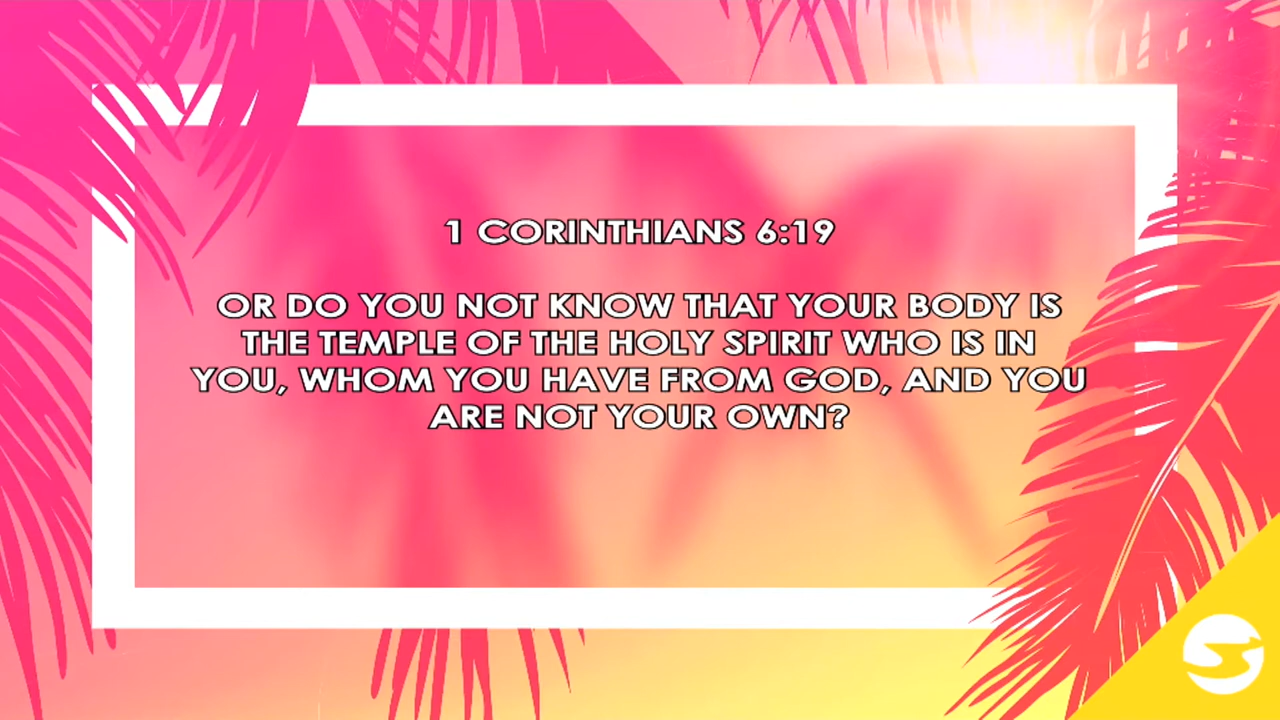 1 CORINTHIANS 6:19
OR DO YOU NOT KNOW THAT YOUR BODY IS
THE TEMPLE OF THE HOLY SPIRIT WHO IS IN
YOU, WHOM YOU HAVE FROM GOD, AND YOU
ARE NOT YOUR OWN?